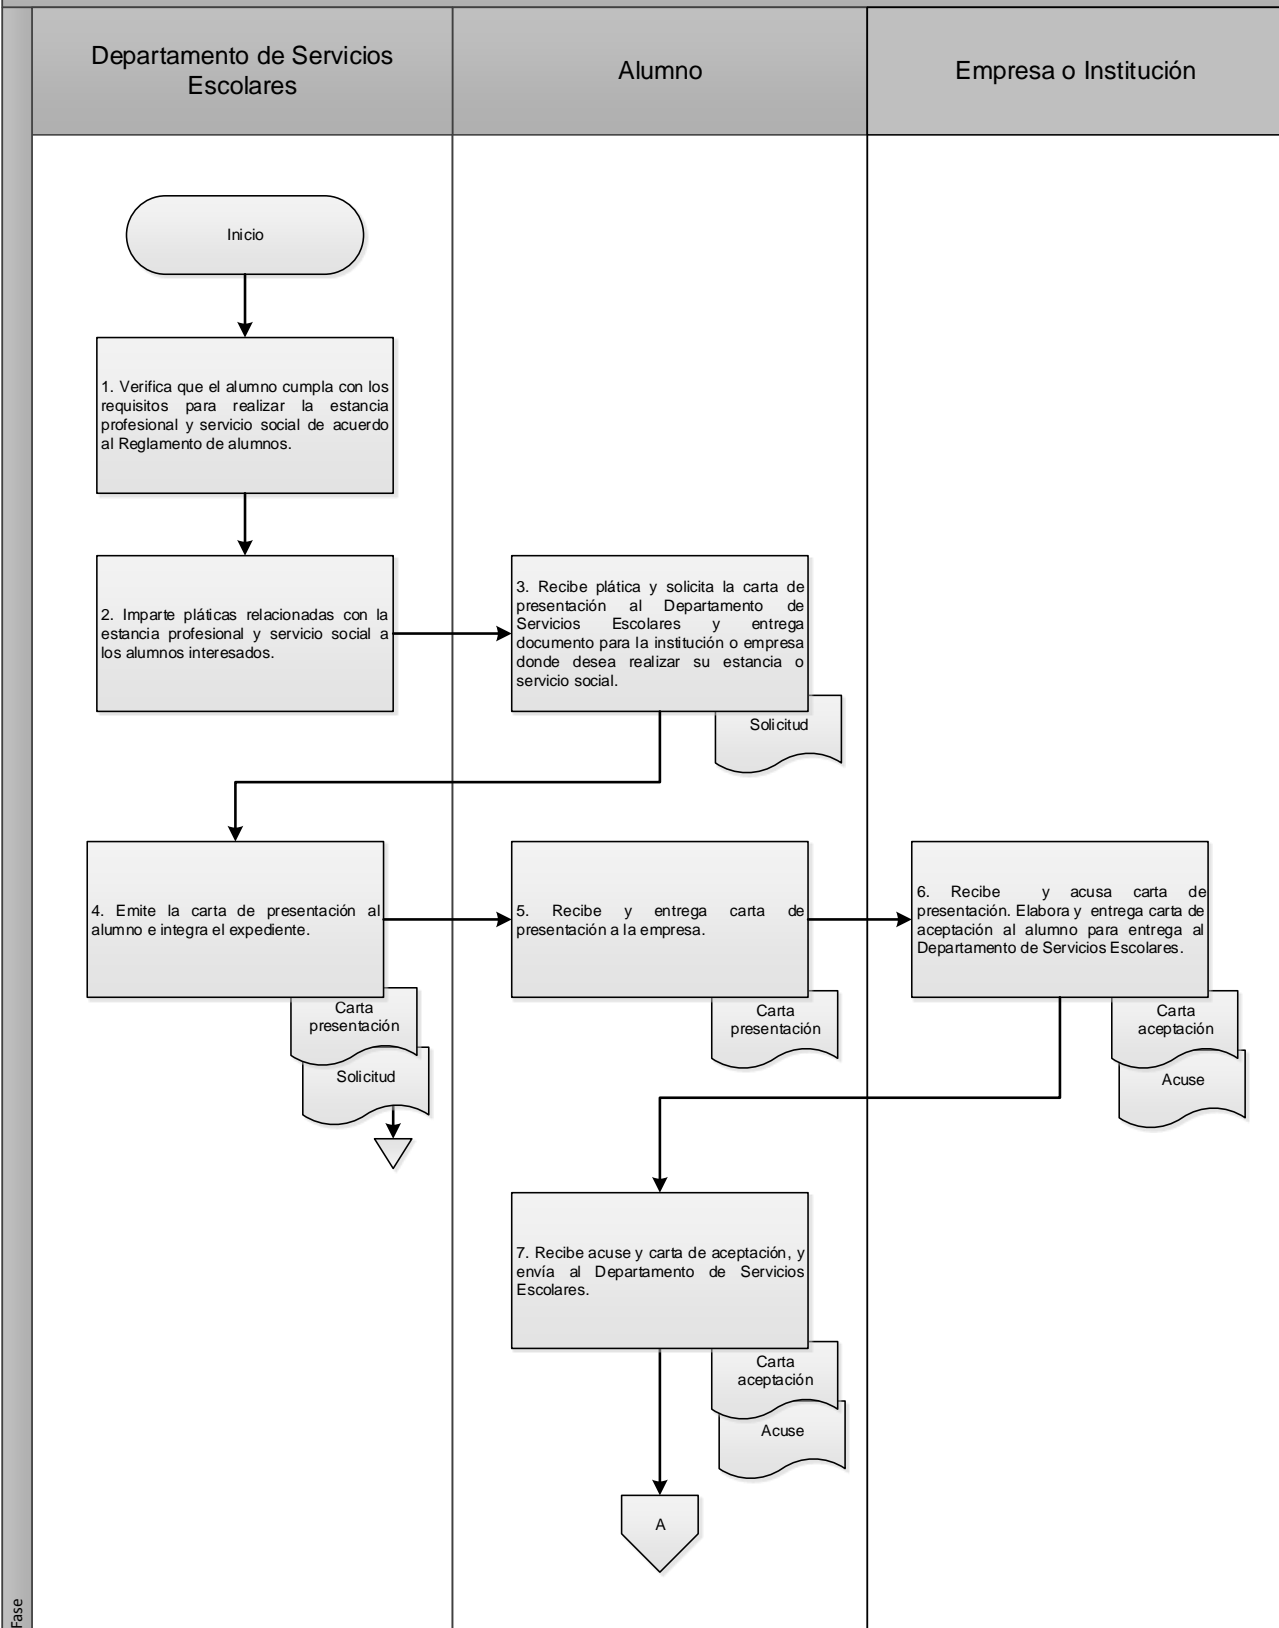 Departamento de Servicios
Escolares
Alumno
Empresa o Institución
Inicio
1. Verifica que el alumno cumpla con los
requisitos para realizar la estancia
profesional y servicio social de acuerdo
al Reglamento de alumnos.
2. Imparte pláticas relacionadas con la
estancia profesional y servicio social a
los alumnos interesados.
3. Recibe plática y solicita la carta de
presentación al Departamento de
Servicios Escolares y entrega
documento para la institución o empresa
donde desea realizar su estancia o
servicio social.
Solicitud
4. Emite la carta de presentación al
alumno e integra el expediente.
Carta
presentación
Solicitud
5. Recibe y entrega carta de
presentación a la empresa.
Carta
presentación
6. Recibe y acusa carta de
presentación. Elabora y entrega carta de
aceptación al alumno para entrega al
Departamento de Servicios Escolares.
Carta
aceptación
Acuse
7. Recibe acuse y carta de aceptación, y
envía al Departamento de Servicios
Escolares.
Carta
aceptación
Acuse
A
Fase